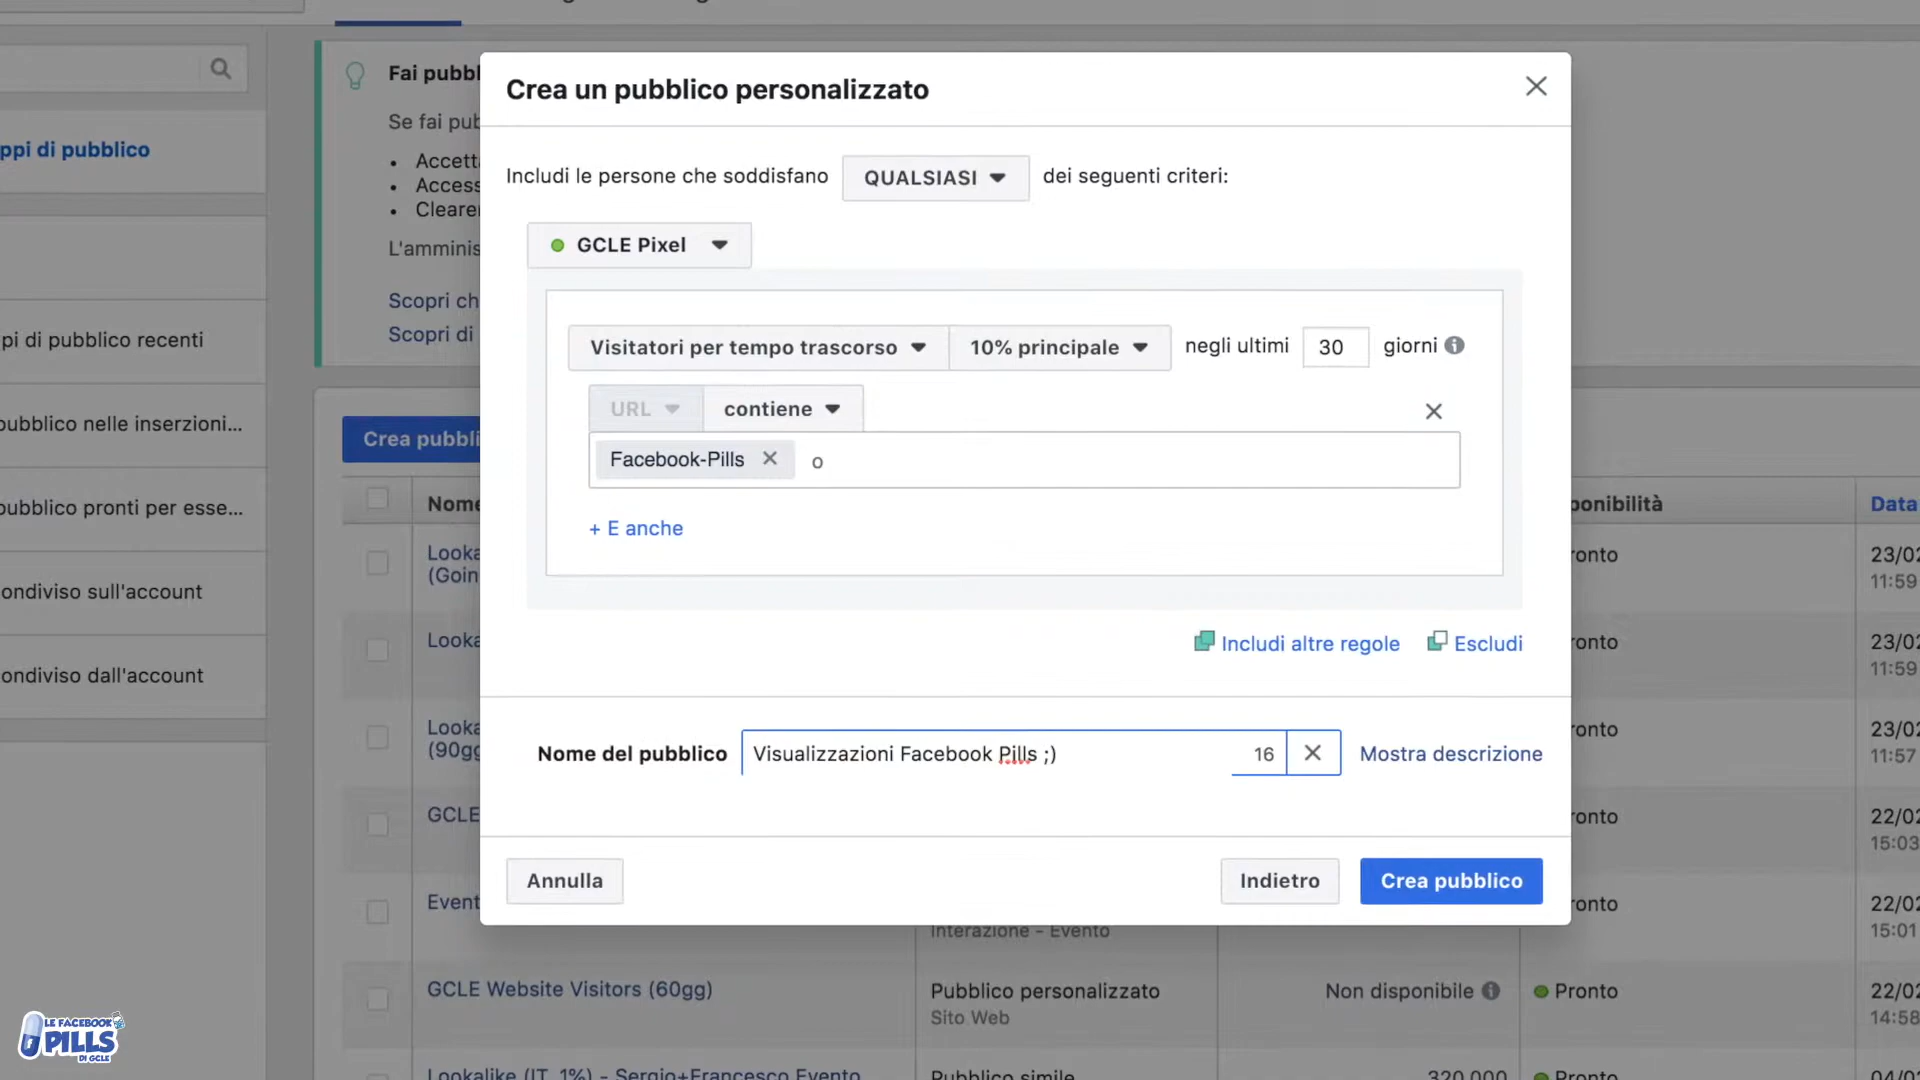 Crea un pubblico personalizzato
Includi le persone che soddisfano QUALSIASI dei seguenti criteri:
GCLE Pixel
Visitatori per tempo trascorso 10% principale negli ultimi 30 giorni
URL contiene
Facebook-Pills o
+ E anche
Includi altre regole Escludi
Nome del pubblico Visualizzazioni Facebook Pills ;) 16 Mostra descrizione
Annulla Indietro Crea pubblico
ppi di pubblico
pi di pubblico recenti
pubblico nelle inserzioni...
pubblico pronti per esse...
ondiviso sull'account
ondiviso dall'account
Fai pubbl
Se fai pub
Accetta
Access
Clearen
L'amminis
Scopri ch
Scopri di
Crea pubbli
Nome ponibilità Data
Looka
(Goin
ronto 23/02
11:59
Looka ronto 23/02
11:59
Looka
(90gg
ronto 23/02
11:57
GCLE ronto 22/02
15:03
Event
Interazione - Evento
ronto 22/02
15:01
GCLE Website Visitors (60gg) Pubblico personalizzato
Sito Web
Non disponibile Pronto 22/02
14:58
Lookalike (IT, 1%) - Sergio+Francesco Evento Pubblico simile 320.000 Pronto 04/02
LE FACEBOOK
PILLS
DI GCLE